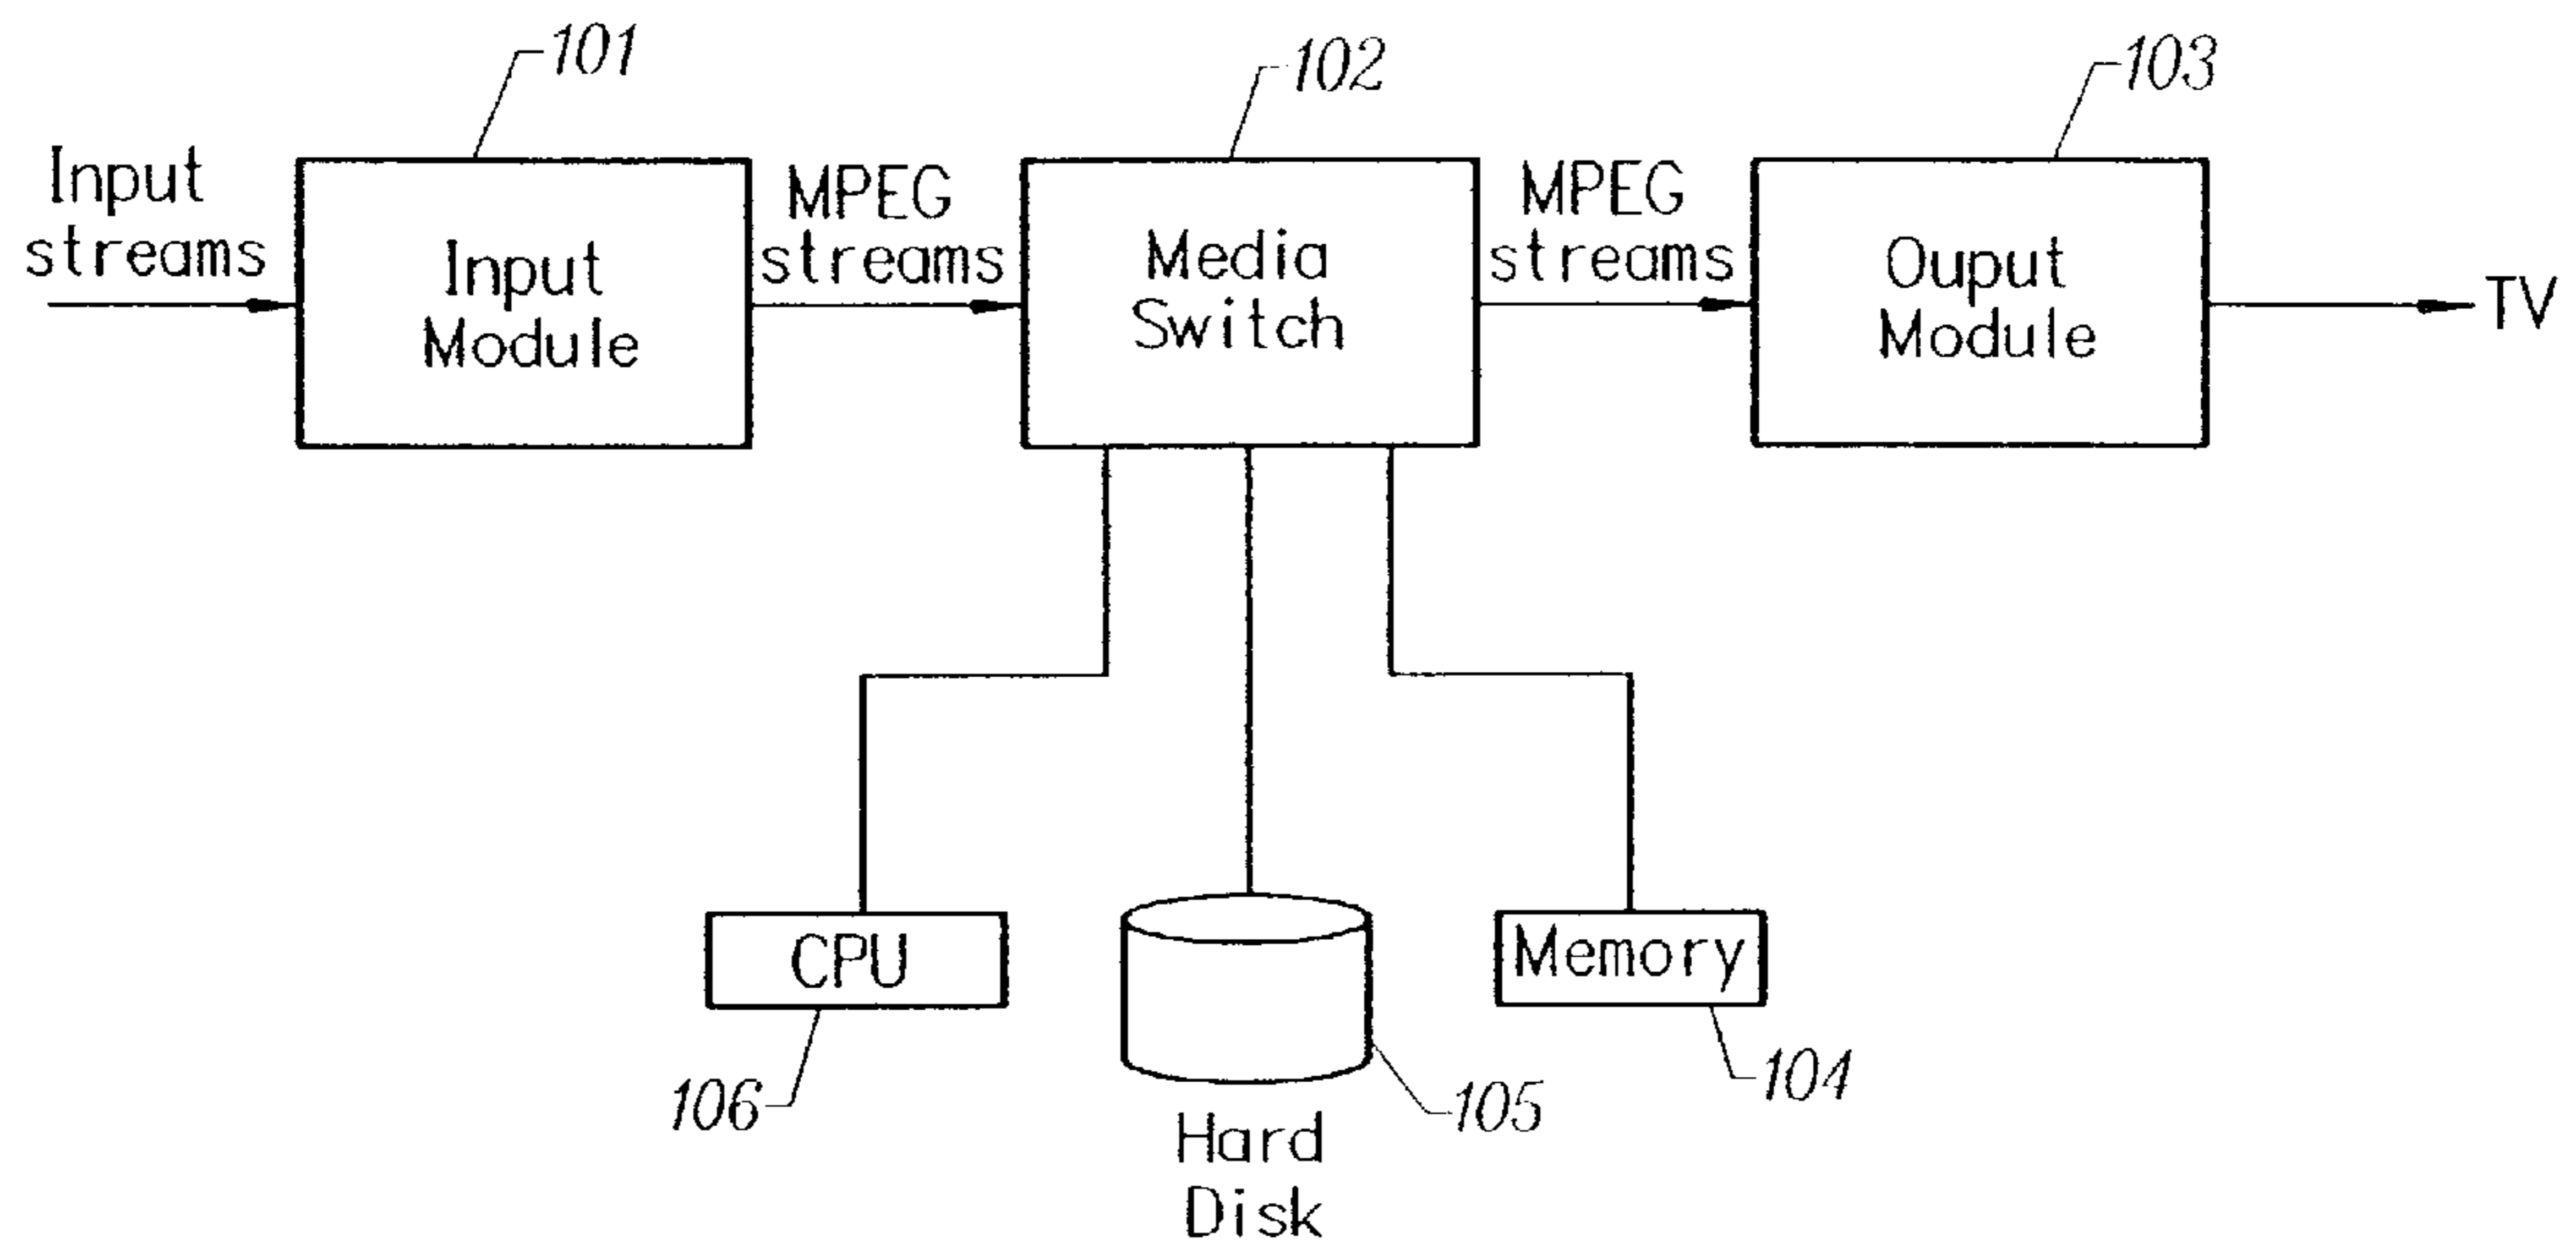 101
102
103
Input
streams
Input
Module
MPEG
streams
Media
Switch
MPEG
streams
Ouput
Module
TV
CPU
106
Hard
Disk
105
Memory
104